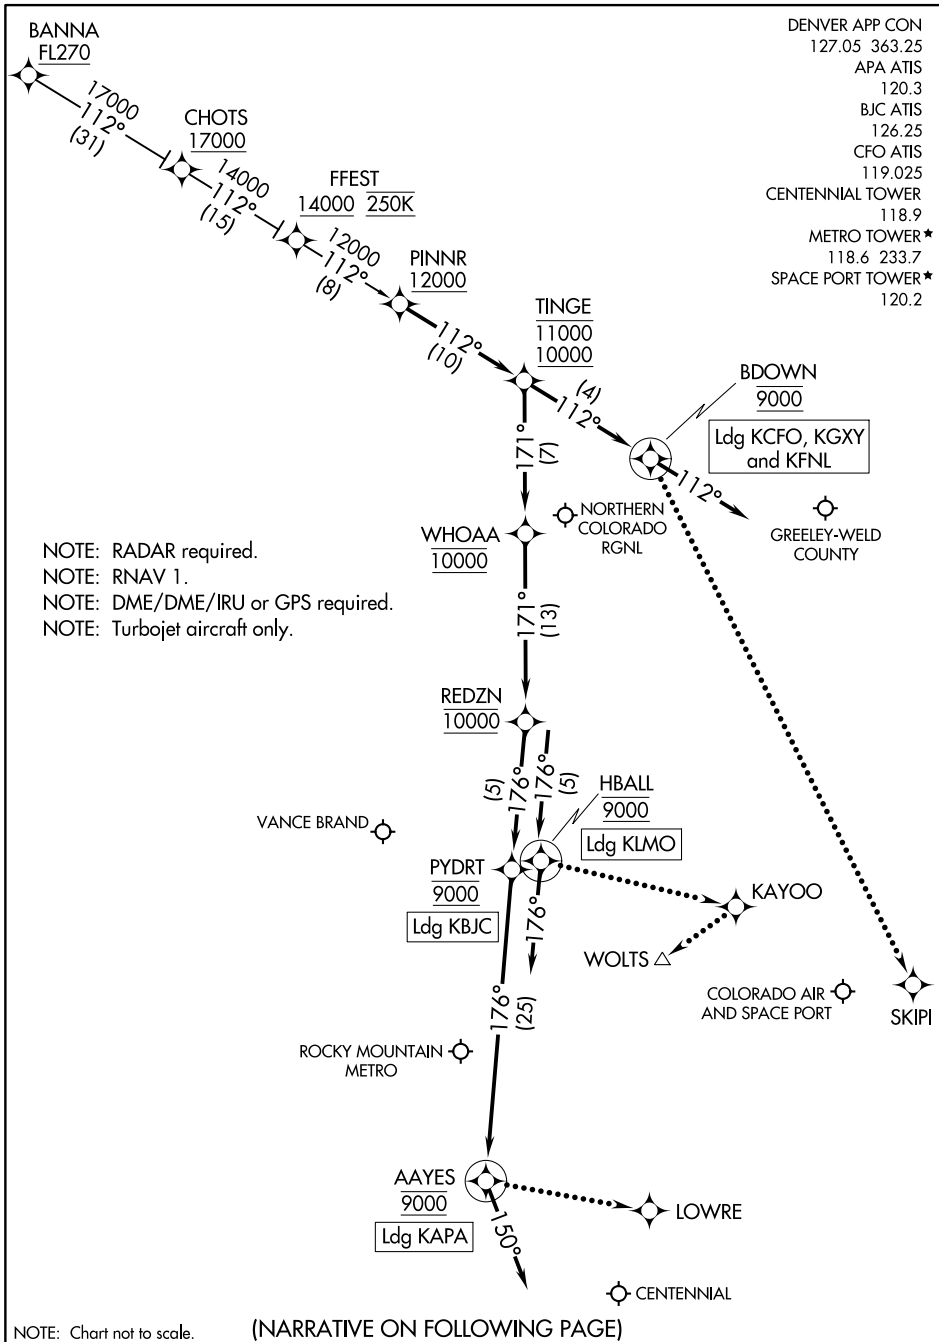 BANNA
FL270
17000
112°
(31)
CHOTS
17000
14000
112°
(15)
FFEST
14000 250K
12000
112°
(8)
PINNR
12000
112°
(10)
TINGE
11000
10000
(4)
112°
DENVER APP CON
127.05 363.25
APA ATIS
120.3
BJC ATIS
126.25
CFO ATIS
119.025
CENTENNIAL TOWER
118.9
METRO TOWER★
118.6 233.7
SPACE PORT TOWER★
120.2
BDOWN
9000
Ldg KCFO, KGXY
and KFNL
112°
171°
(7)
WHOAA
10000
NORTHERN
COLORADO
RGNL
GREELEY-WELD
COUNTY
NOTE: RADAR required.
NOTE: RNAV 1.
NOTE: DME/DME/IRU or GPS required.
NOTE: Turbojet aircraft only.
171°
(13)
REDZN
10000
(5)
176°
176°
(5)
HBALL
9000
Ldg KLMO
VANCE BRAND
PYDRT
9000
Ldg KBJC
176°
KAYOO
WOLTS
COLORADO AIR
AND SPACE PORT
SKIPI
176°
(25)
ROCKY MOUNTAIN
METRO
AAYES
9000
Ldg KAPA
150°
LOWRE
CENTENNIAL
NOTE: Chart not to scale.
(NARRATIVE ON FOLLOWING PAGE)